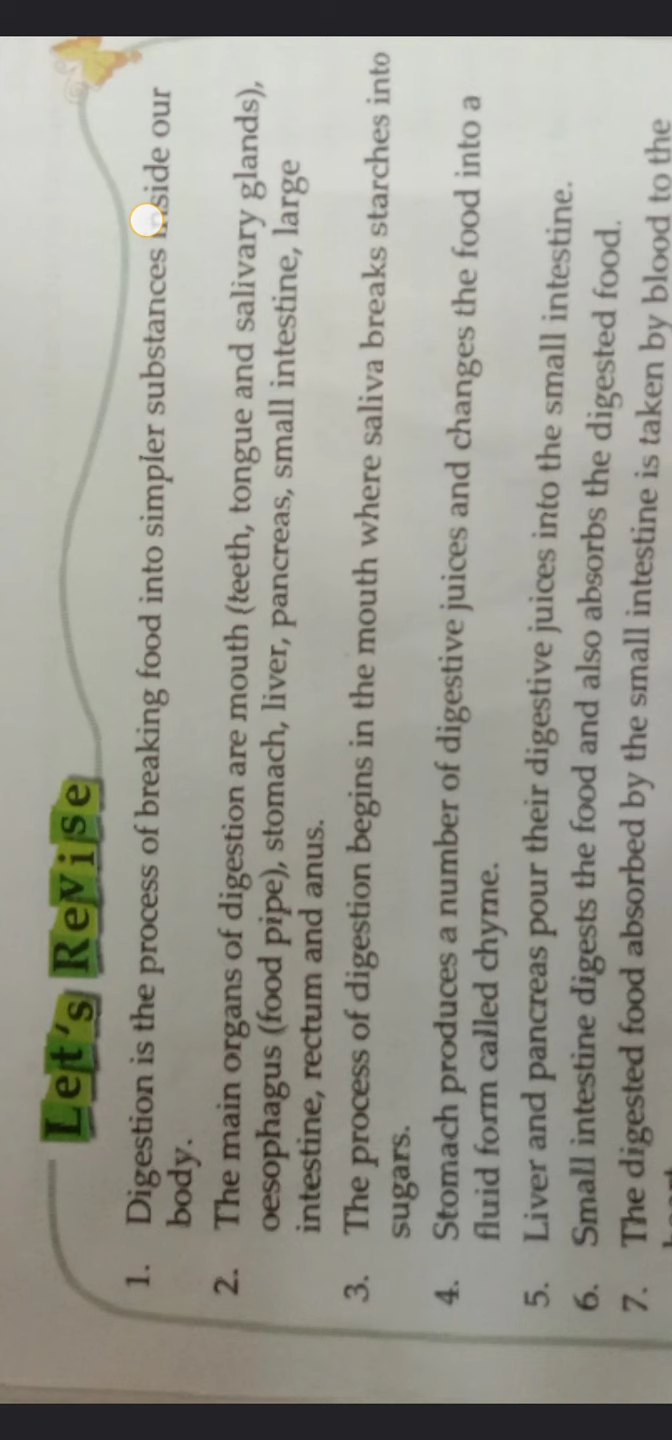 Let's Revise
1. Digestion is the process of breaking food into simpler substances inside our
body.
2. The main organs of digestion are mouth (teeth, tongue and salivary glands),
oesophagus (food pipe), stomach, liver, pancreas, small intestine, large
intestine, rectum and anus.
3. The process of digestion begins in the mouth where saliva breaks starches into
sugars.
4. Stomach produces a number of digestive juices and changes the food into a
fluid form called chyme.
5. Liver and pancreas pour their digestive juices into the small intestine.
6. Small intestine digests the food and also absorbs the digested food.
7. The digested food absorbed by the small intestine is taken by blood to the